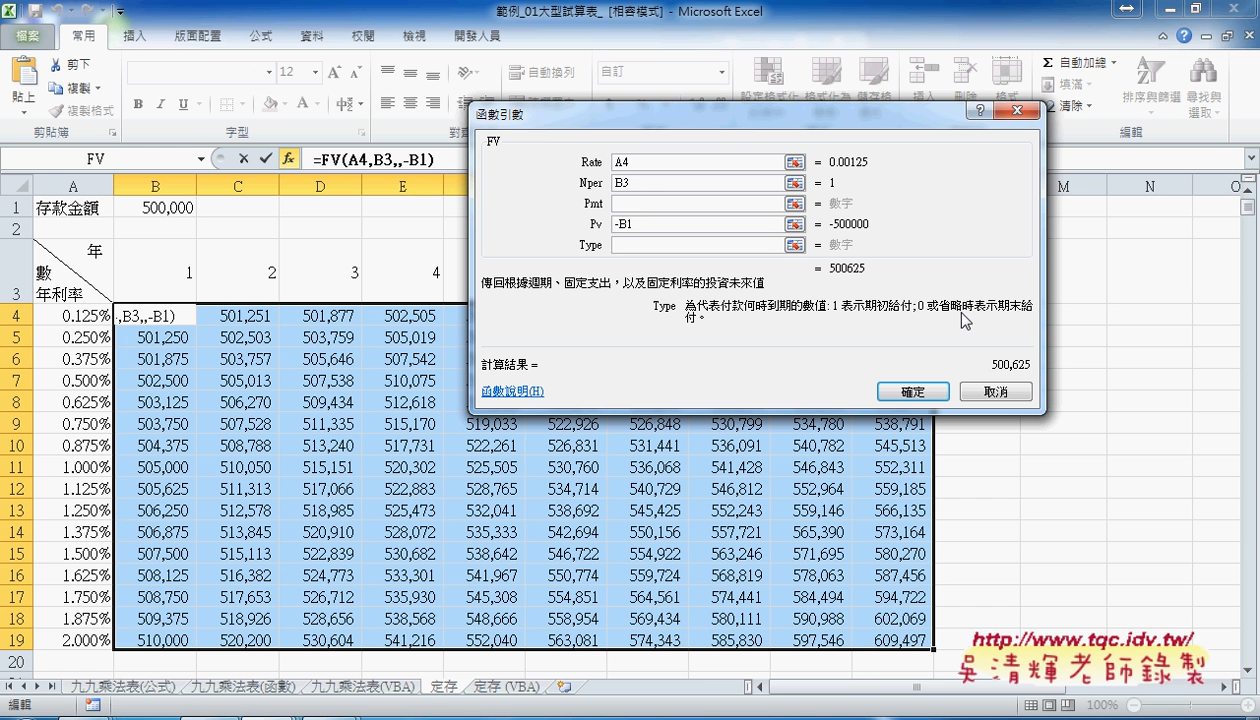 範例_01大型試算表_ [相容模式] - Microsoft Excel
檔案 常用 插入 版面配置 公式 資料 校閱 檢視 開發人員
貼上 剪下 複製 複製格式 剪貼簿
12 B I U 字型
自動換列
自訂
Σ 自動加總 填滿 清除 排序與篩選 尋找與選取 編輯
FV =FV(A4,B3,,-B1)
函數引數
FV
Rate A4 = 0.00125
Nper B3 = 1
Pmt = 數字
Pv -B1 = -500000
Type = 數字
= 500625
傳回根據週期、固定支出，以及固定利率的投資未來值
Type 為代表付款何時到期的數值: 1 表示期初給付; 0 或省略時表示期末給付。
計算結果 = 500,625
函數說明(H) 確定 取消
A B C D E M N O
1 存款金額 500,000
2
3 年數 年利率 1 2 3 4
4 0.125% ,B3,,-B1) 501,251 501,877 502,505
5 0.250% 501,250 502,503 503,759 505,019
6 0.375% 501,875 503,757 505,646 507,542
7 0.500% 502,500 505,013 507,538 510,075
8 0.625% 503,125 506,270 509,434 512,618
9 0.750% 503,750 507,528 511,335 515,170 519,033 522,926 526,848 530,799 534,780 538,791
10 0.875% 504,375 508,788 513,240 517,731 522,261 526,831 531,441 536,091 540,782 545,513
11 1.000% 505,000 510,050 515,151 520,302 525,505 530,760 536,068 541,428 546,843 552,311
12 1.125% 505,625 511,313 517,066 522,883 528,765 534,714 540,729 546,812 552,964 559,185
13 1.250% 506,250 512,578 518,985 525,473 532,041 538,692 545,425 552,243 559,146 566,135
14 1.375% 506,875 513,845 520,910 528,072 535,333 542,694 550,156 557,721 565,390 573,164
15 1.500% 507,500 515,113 522,839 530,682 538,642 546,722 554,922 563,246 571,695 580,270
16 1.625% 508,125 516,382 524,773 533,301 541,967 550,774 559,724 568,819 578,063 587,456
17 1.750% 508,750 517,653 526,712 535,930 545,308 554,851 564,561 574,441 584,494 594,722
18 1.875% 509,375 518,926 528,656 538,568 548,666 558,954 569,434 580,111 590,988 602,069
19 2.000% 510,000 520,200 530,604 541,216 552,040 563,081 574,343 585,830 597,546 609,497
20
http://www.tqc.idv.tw/
吳清輝老師錄製
九九乘法表(公式) 九九乘法表(函數) 九九乘法表(VBA) 定存 定存 (VBA)
編輯 100%